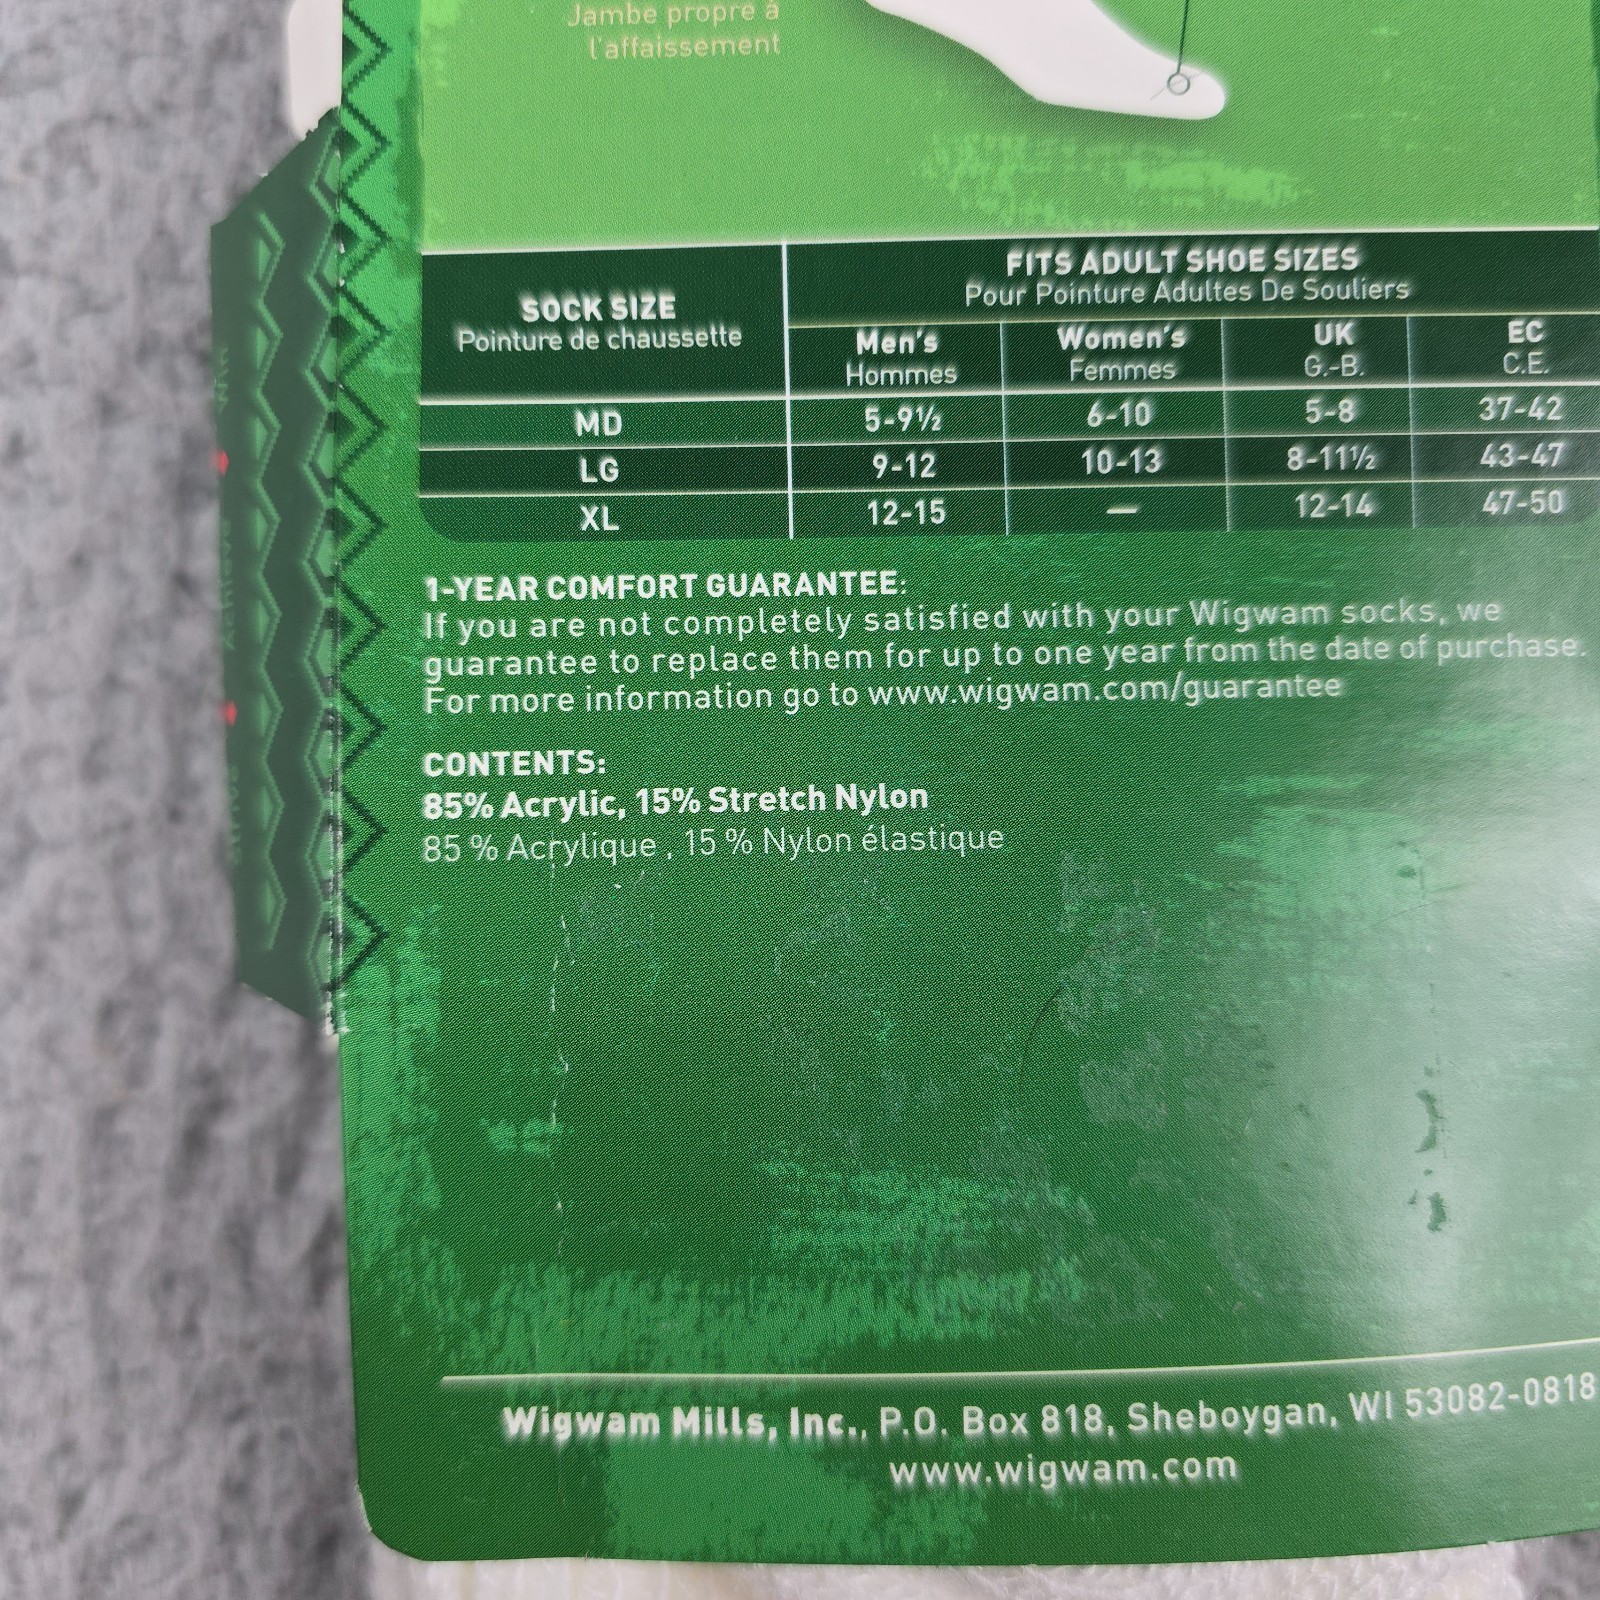 Jambe propre à
l'affaissement
SOCK SIZE
Pointure de chaussette
FITS ADULT SHOE SIZES
Pour Pointure Adultes De Souliers
Men's Women's UK EC
Hommes Femmes G.-B. C.E.
MD 5-9½ 6-10 5-8 37-42
LG 9-12 10-13 8-11½ 43-47
XL 12-15 — 12-14 47-50
1-YEAR COMFORT GUARANTEE:
If you are not completely satisfied with your Wigwam socks, we
guarantee to replace them for up to one year from the date of purchase.
For more information go to www.wigwam.com/guarantee
CONTENTS:
85% Acrylic, 15% Stretch Nylon
85 % Acrylique , 15 % Nylon élastique
Wigwam Mills, Inc., P.O. Box 818, Sheboygan, WI 53082-0818
www.wigwam.com